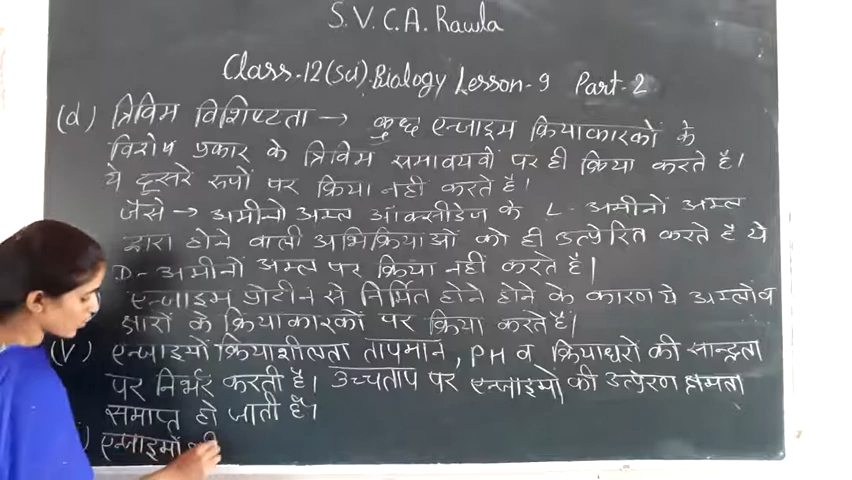 S.V.C.A. Rawla
Class-12(Sci).Biology Lesson-9 Part-2
(d) त्रिविम विशिष्टता → कुछ एन्जाइम क्रियाकारकों के
विशेष प्रकार के त्रिविम समावयवों पर ही क्रिया करते है।
ये दूसरे रूपों पर क्रिया नही करते है।
जैसे → अमीनो अम्ल ऑक्सीडेज के L- अमीनों अम्ल
द्वारा होने वाली अभिक्रियाओं को ही उत्प्रेरित करते है ये
D- अमीनों अम्ल पर क्रिया नहीं करते है।
एन्जाइम प्रोटीन से निर्मित होने होने के कारण ये अम्लोंव
क्षारों के क्रियाकारकों पर क्रिया करते है।
(V) एन्जाइमों क्रियाशीलता तापमान, PH व क्रियाधरो की सान्द्रता
पर निर्भर करती है। उच्चताप पर एन्जाइमों की उत्प्रेरण क्षमता
समाप्त हो जाती है।
) एन्जाइमों